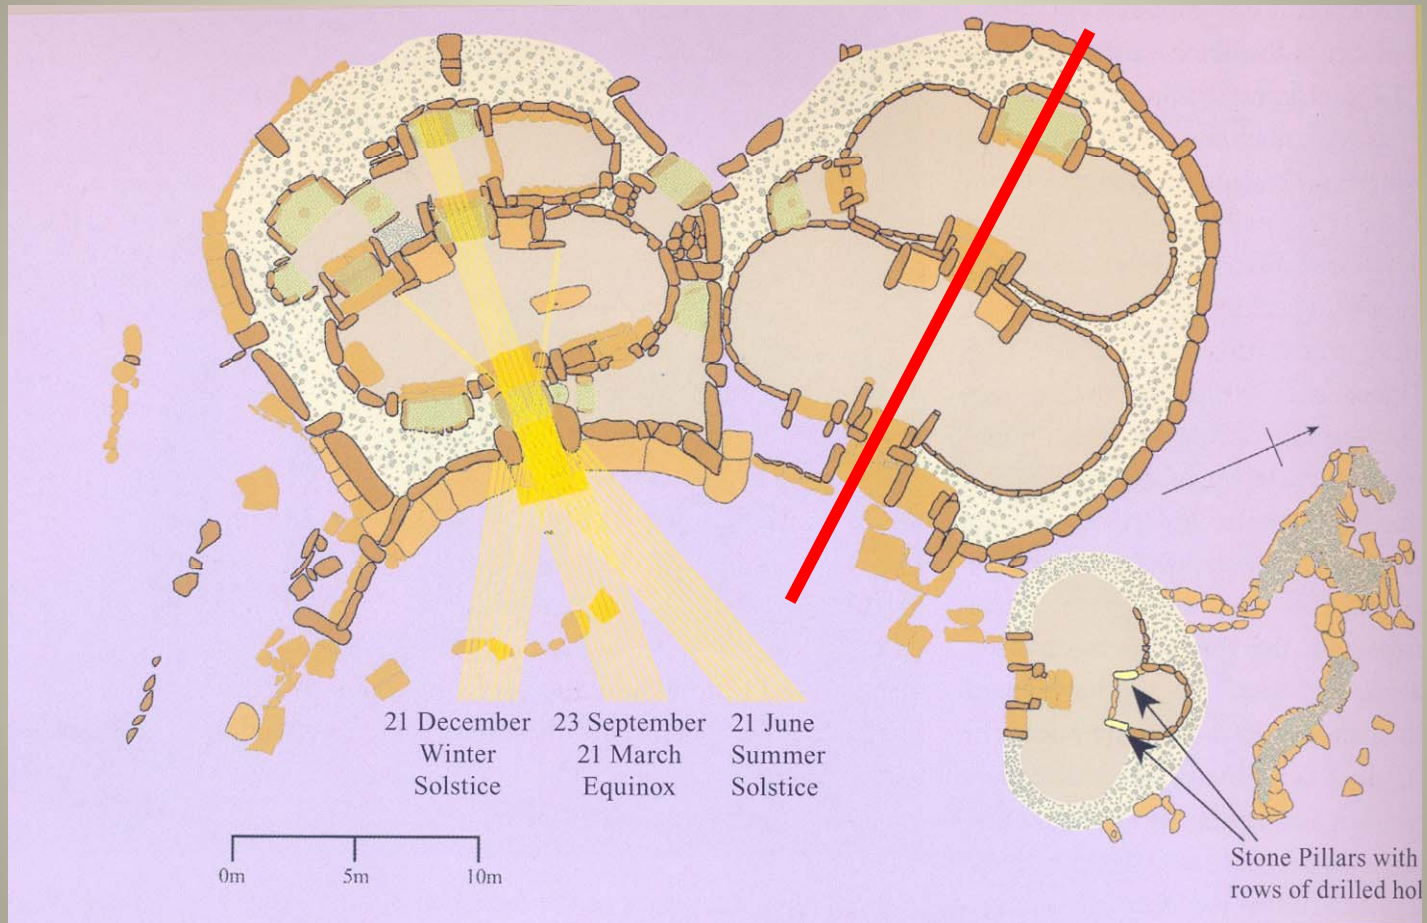 21 December
Winter
Solstice
23 September
21 March
Equinox
21 June
Summer
Solstice
0m
5m
10m
Stone Pillars with
rows of drilled hol